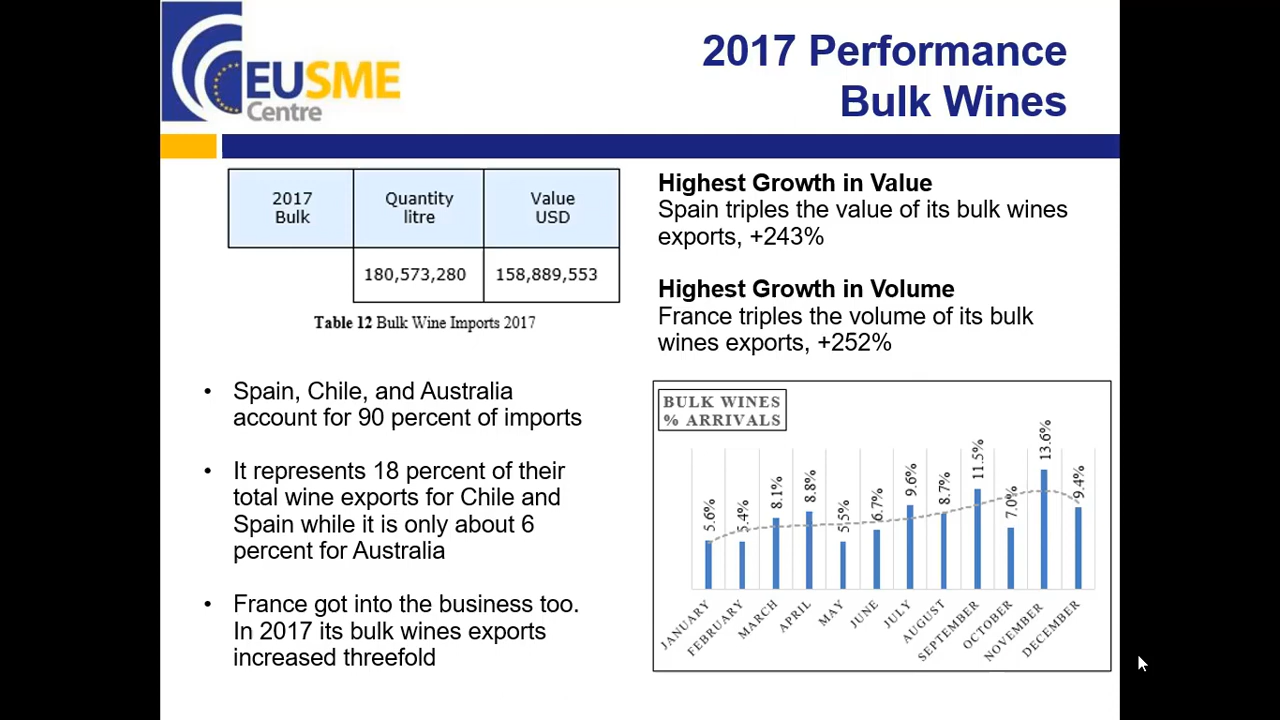 EUSME
Centre
2017 Performance
Bulk Wines
2017
Bulk
Quantity
litre
Value
USD
180,573,280
158,889,553
Table 12 Bulk Wine Imports 2017
• Spain, Chile, and Australia
account for 90 percent of imports
• It represents 18 percent of their
total wine exports for Chile and
Spain while it is only about 6
percent for Australia
• France got into the business too.
In 2017 its bulk wines exports
increased threefold
Highest Growth in Value
Spain triples the value of its bulk wines
exports, +243%
Highest Growth in Volume
France triples the volume of its bulk
wines exports, +252%
BULK WINES
% ARRIVALS
5.6%
5.4%
8.1%
8.8%
5.5%
6.7%
9.6%
8.7%
11.5%
7.0%
13.6%
9.4%
JANUARY
FEBRUARY
MARCH
APRIL
MAY
JUNE
JULY
AUGUST
SEPTEMBER
OCTOBER
NOVEMBER
DECEMBER